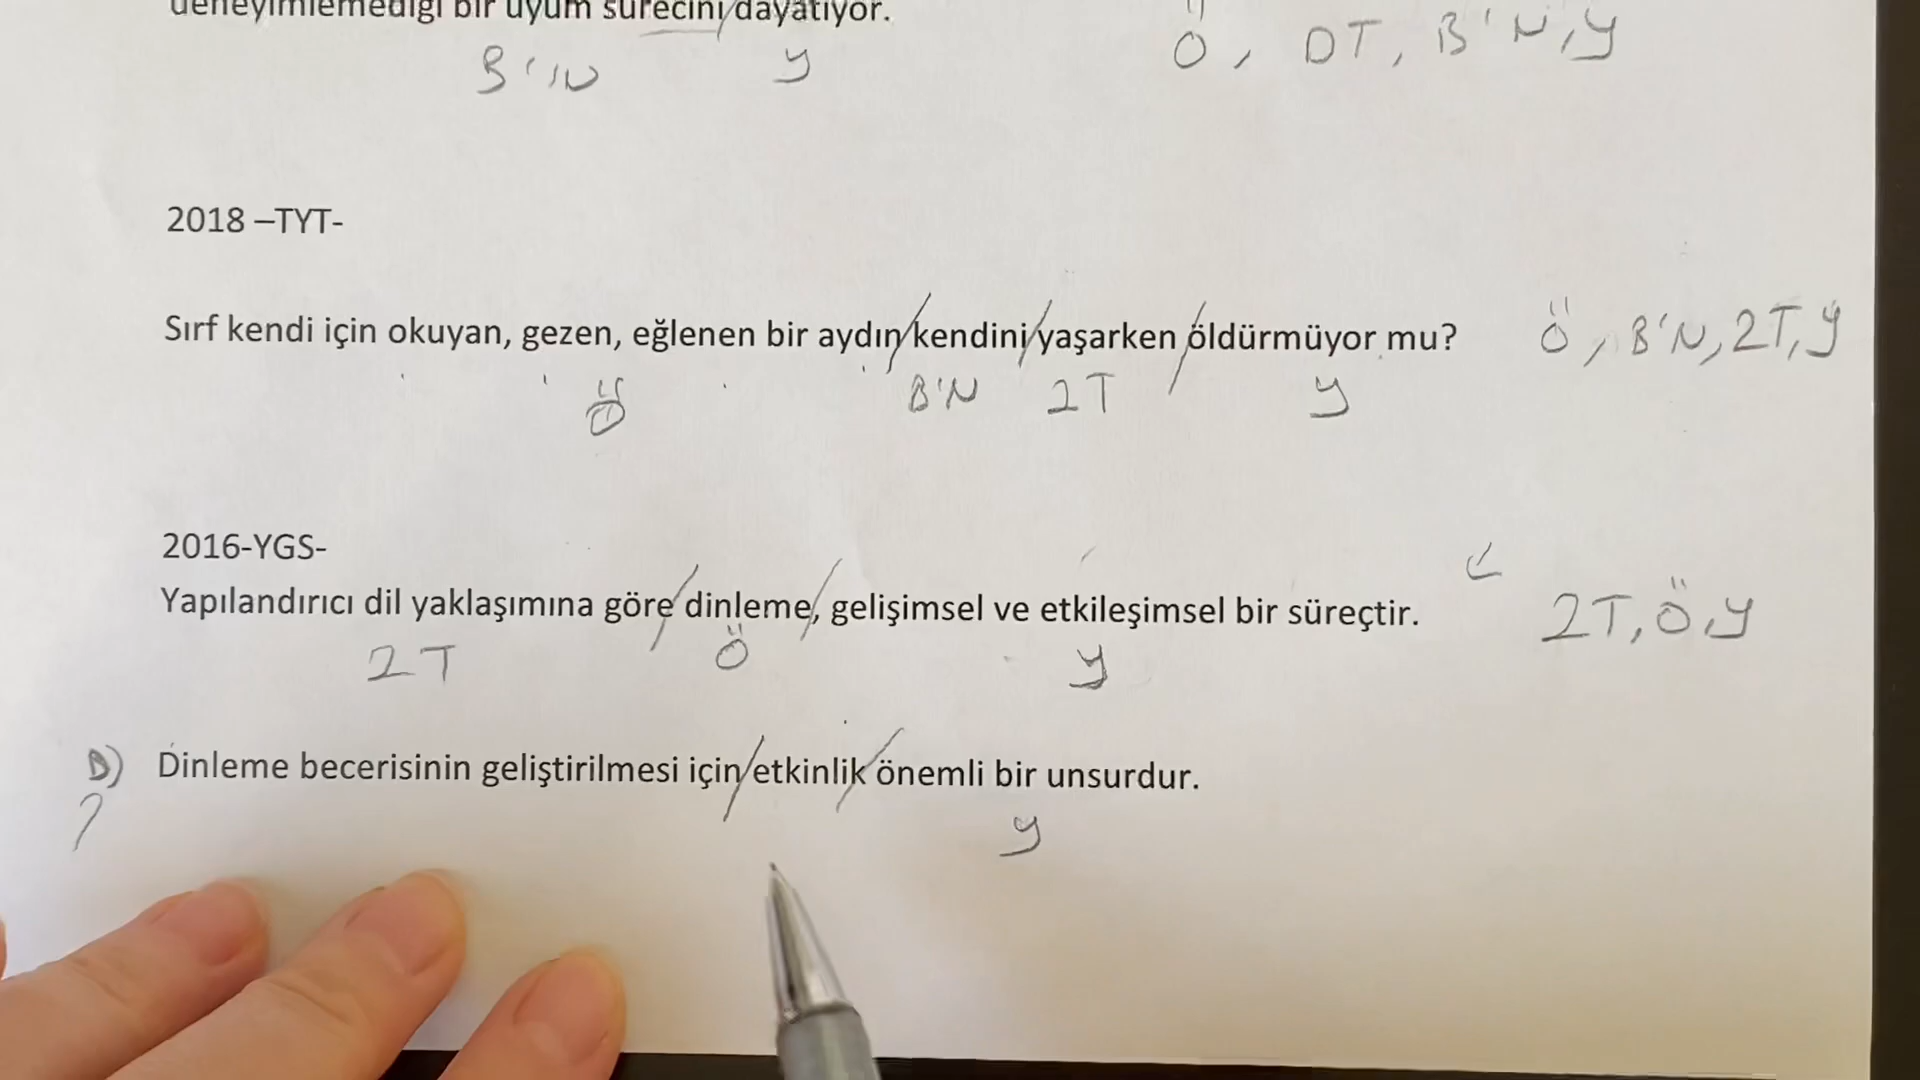 deneyimlemediği bir uyum sürecini/dayatıyor.
B'N y Ö, DT, B'N, y
2018 –TYT-
Sırf kendi için okuyan, gezen, eğlenen bir aydın/kendini/yaşarken/öldürmüyor mu? Ö, B'N, 2T, y
Ö B'N 2T y
2016-YGS-
Yapılandırıcı dil yaklaşımına göre/dinleme,/gelişimsel ve etkileşimsel bir süreçtir. 2T, Ö, y
2T Ö y
B) Dinleme becerisinin geliştirilmesi için/etkinlik/önemli bir unsurdur.
y